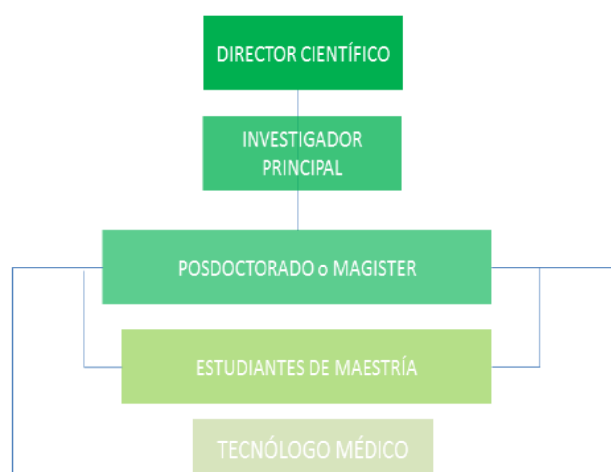 DIRECTOR CIENTÍFICO
INVESTIGADOR
PRINCIPAL
POSDOCTORADO o MAGISTER
ESTUDIANTES DE MAESTRÍA
TECNÓLOGO MÉDICO